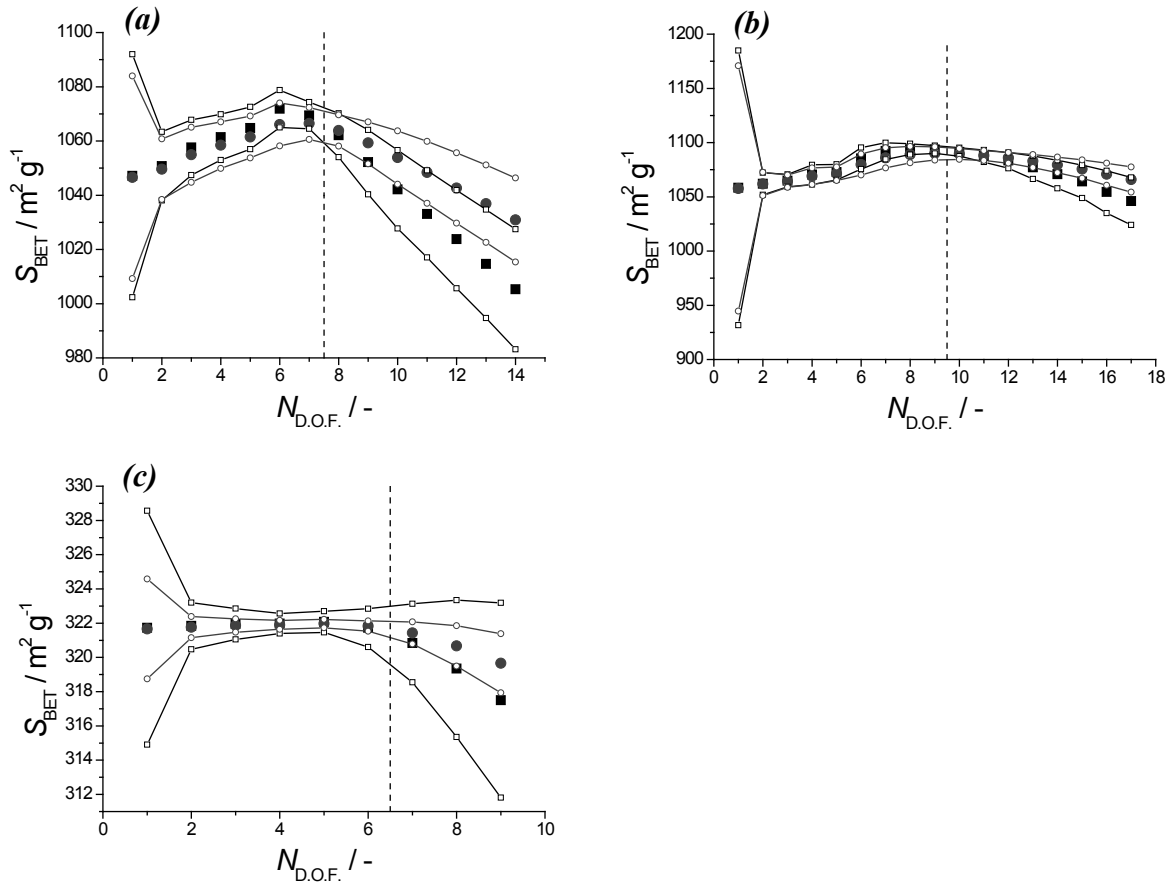 (a)
1100
1080
1060
1040
1020
1000
980
0 2 4 6 8 10 12 14
S_BET / m² g⁻¹
N_D.O.F. / -
(b)
1200
1150
1100
1050
1000
950
900
0 2 4 6 8 10 12 14 16 18
S_BET / m² g⁻¹
N_D.O.F. / -
(c)
330
328
326
324
322
320
318
316
314
312
0 2 4 6 8 10
S_BET / m² g⁻¹
N_D.O.F. / -